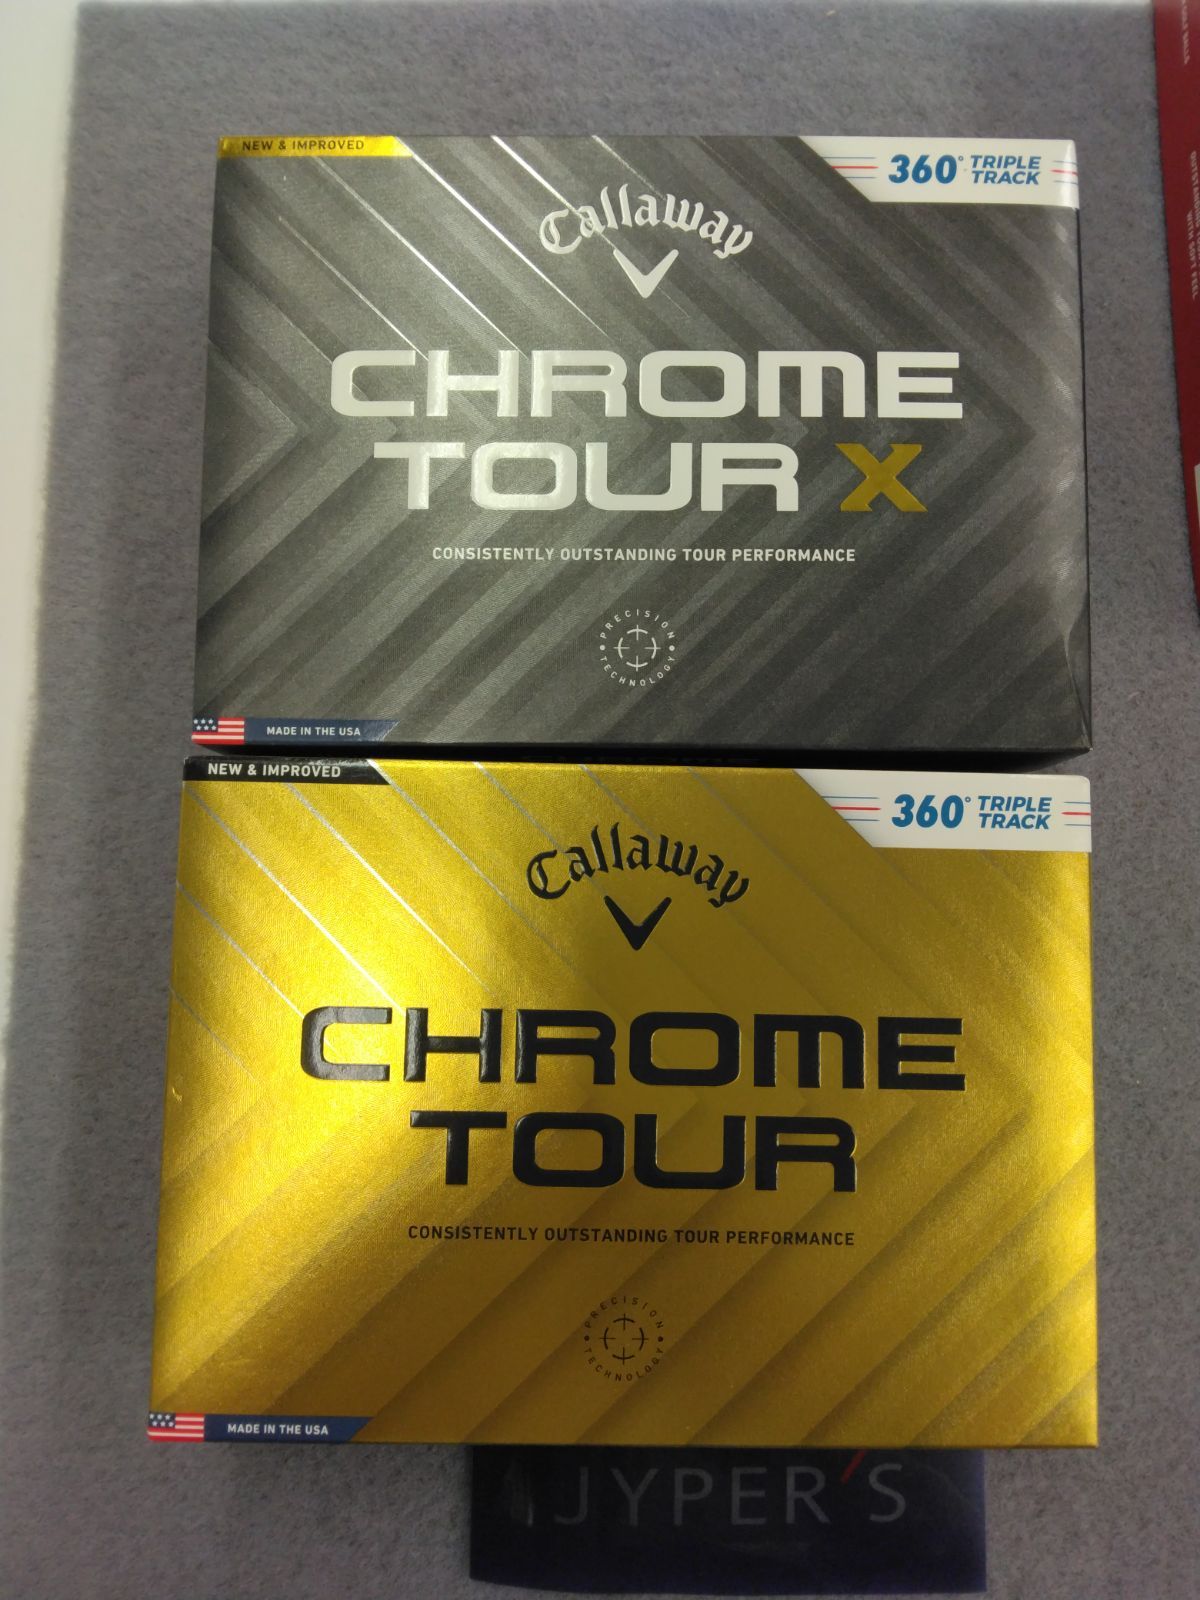 NEW & IMPROVED
360° TRIPLE
TRACK
Callaway
CHROME
TOUR X
CONSISTENTLY OUTSTANDING TOUR PERFORMANCE
PRECISION
TECHNOLOGY
MADE IN THE USA
NEW & IMPROVED
360° TRIPLE
TRACK
Callaway
CHROME
TOUR
CONSISTENTLY OUTSTANDING TOUR PERFORMANCE
PRECISION
TECHNOLOGY
MADE IN THE USA
JYPER'S